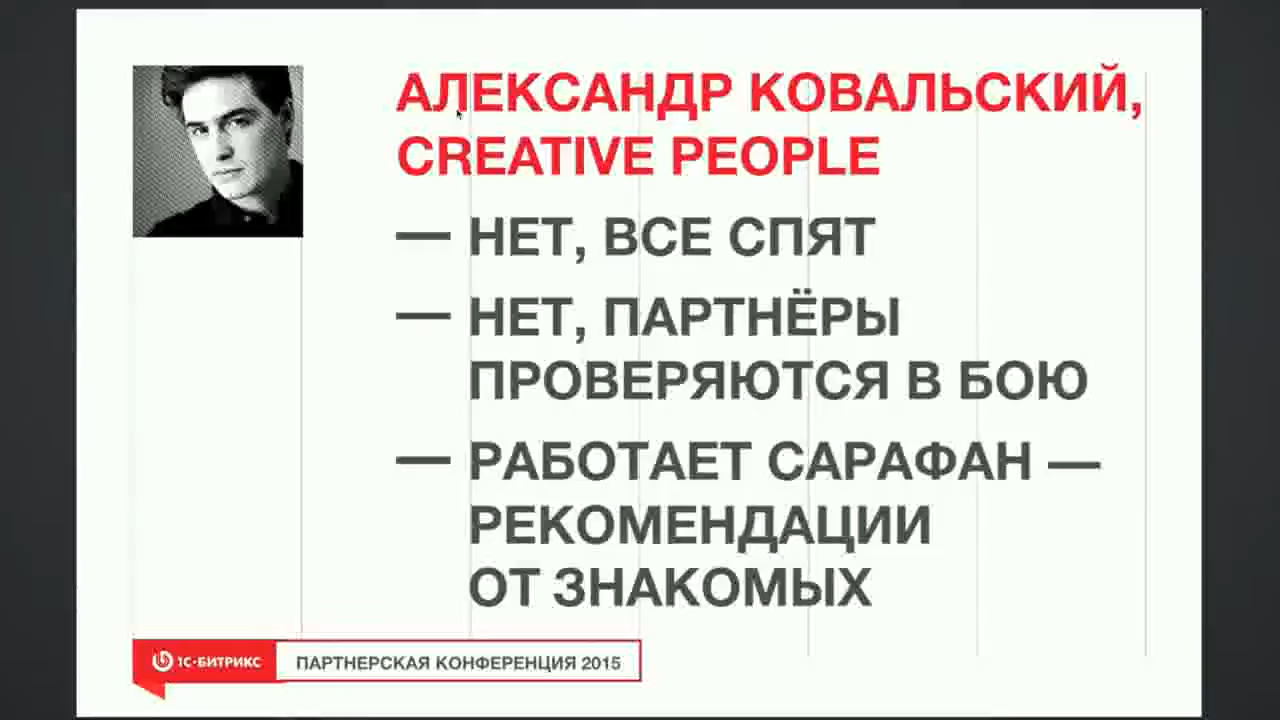 АЛЕКСАНДР КОВАЛЬСКИЙ,
CREATIVE PEOPLE
— НЕТ, ВСЕ СПЯТ
— НЕТ, ПАРТНЁРЫ
ПРОВЕРЯЮТСЯ В БОЮ
— РАБОТАЕТ САРАФАН —
РЕКОМЕНДАЦИИ
ОТ ЗНАКОМЫХ
1С-БИТРИКС ПАРТНЕРСКАЯ КОНФЕРЕНЦИЯ 2015